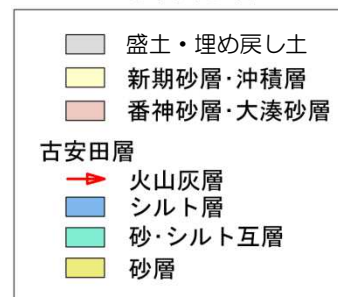 盛土・埋め戻し土
新期砂層・沖積層
番神砂層・大湊砂層
古安田層
火山灰層
シルト層
砂・シルト互層
砂層